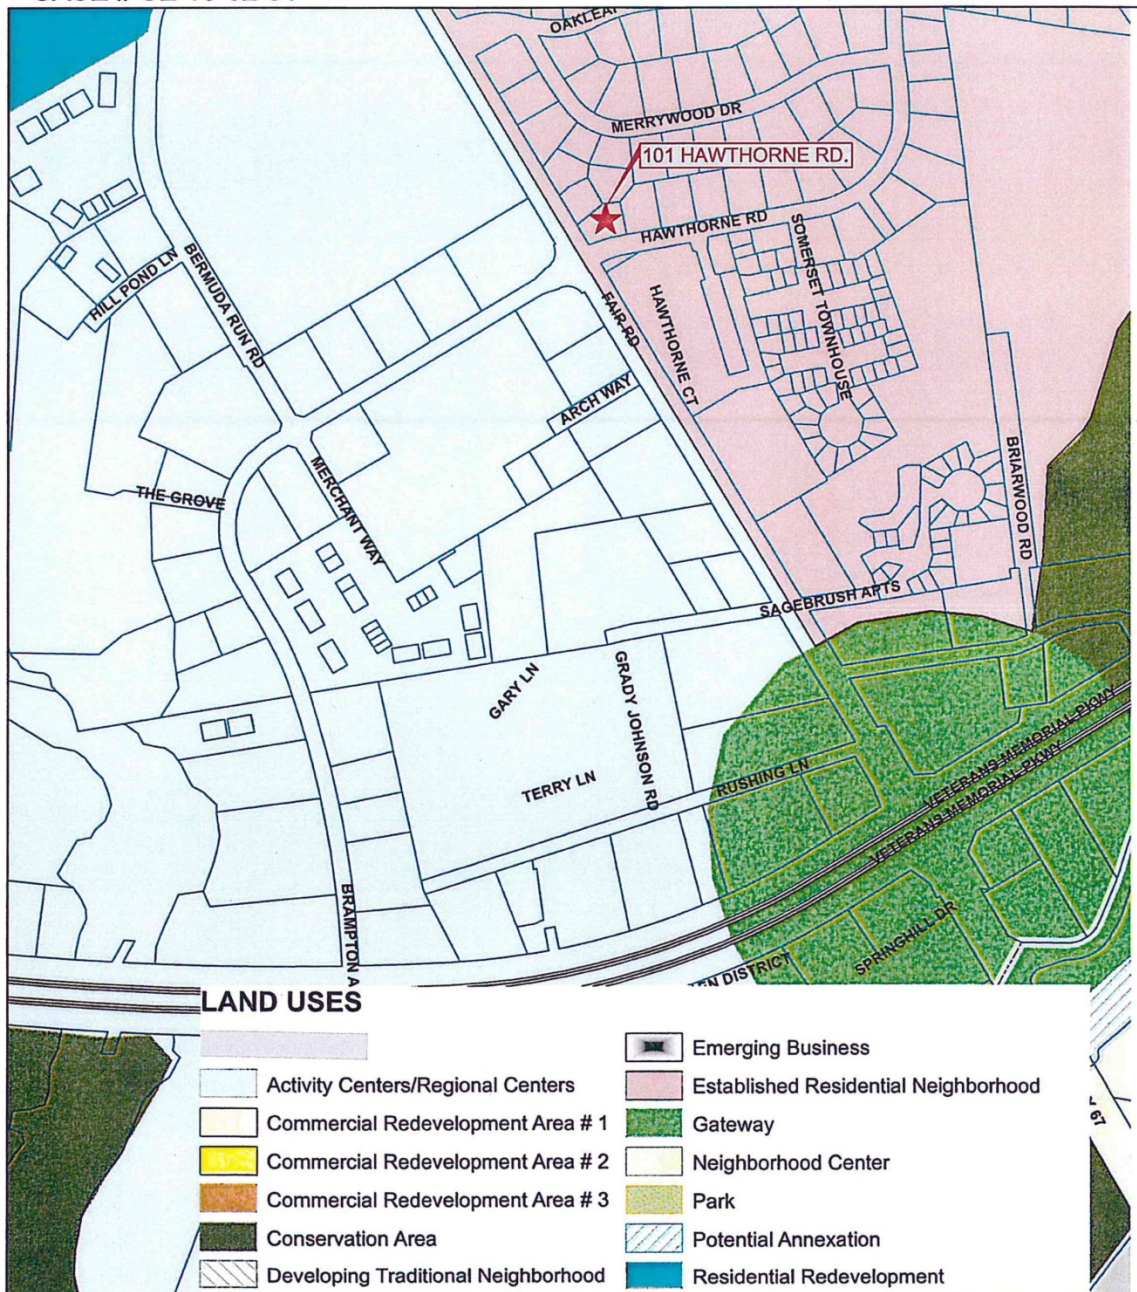 OAKLEAF
MERRYWOOD DR
101 HAWTHORNE RD.
HAWTHORNE RD
SOMERSET TOWNHOUSE
HILL POND LN
BERMUDA RUN RD
FAIR RD
HAWTHORNE CT
ARCH WAY
BRIARWOOD RD
MERCHANT WAY
THE GROVE
SAGEBRUSH APTS
GARY LN
GRADY JOHNSON RD
TERRY LN
RUSHING LN
VETERANS MEMORIAL PKWY
VETERANS MEMORIAL PKWY
BRAMPTON A
SPRINGHILL DR
EN DISTRICT
67
LAND USES
Activity Centers/Regional Centers
Commercial Redevelopment Area # 1
Commercial Redevelopment Area # 2
Commercial Redevelopment Area # 3
Conservation Area
Developing Traditional Neighborhood
Emerging Business
Established Residential Neighborhood
Gateway
Neighborhood Center
Park
Potential Annexation
Residential Redevelopment